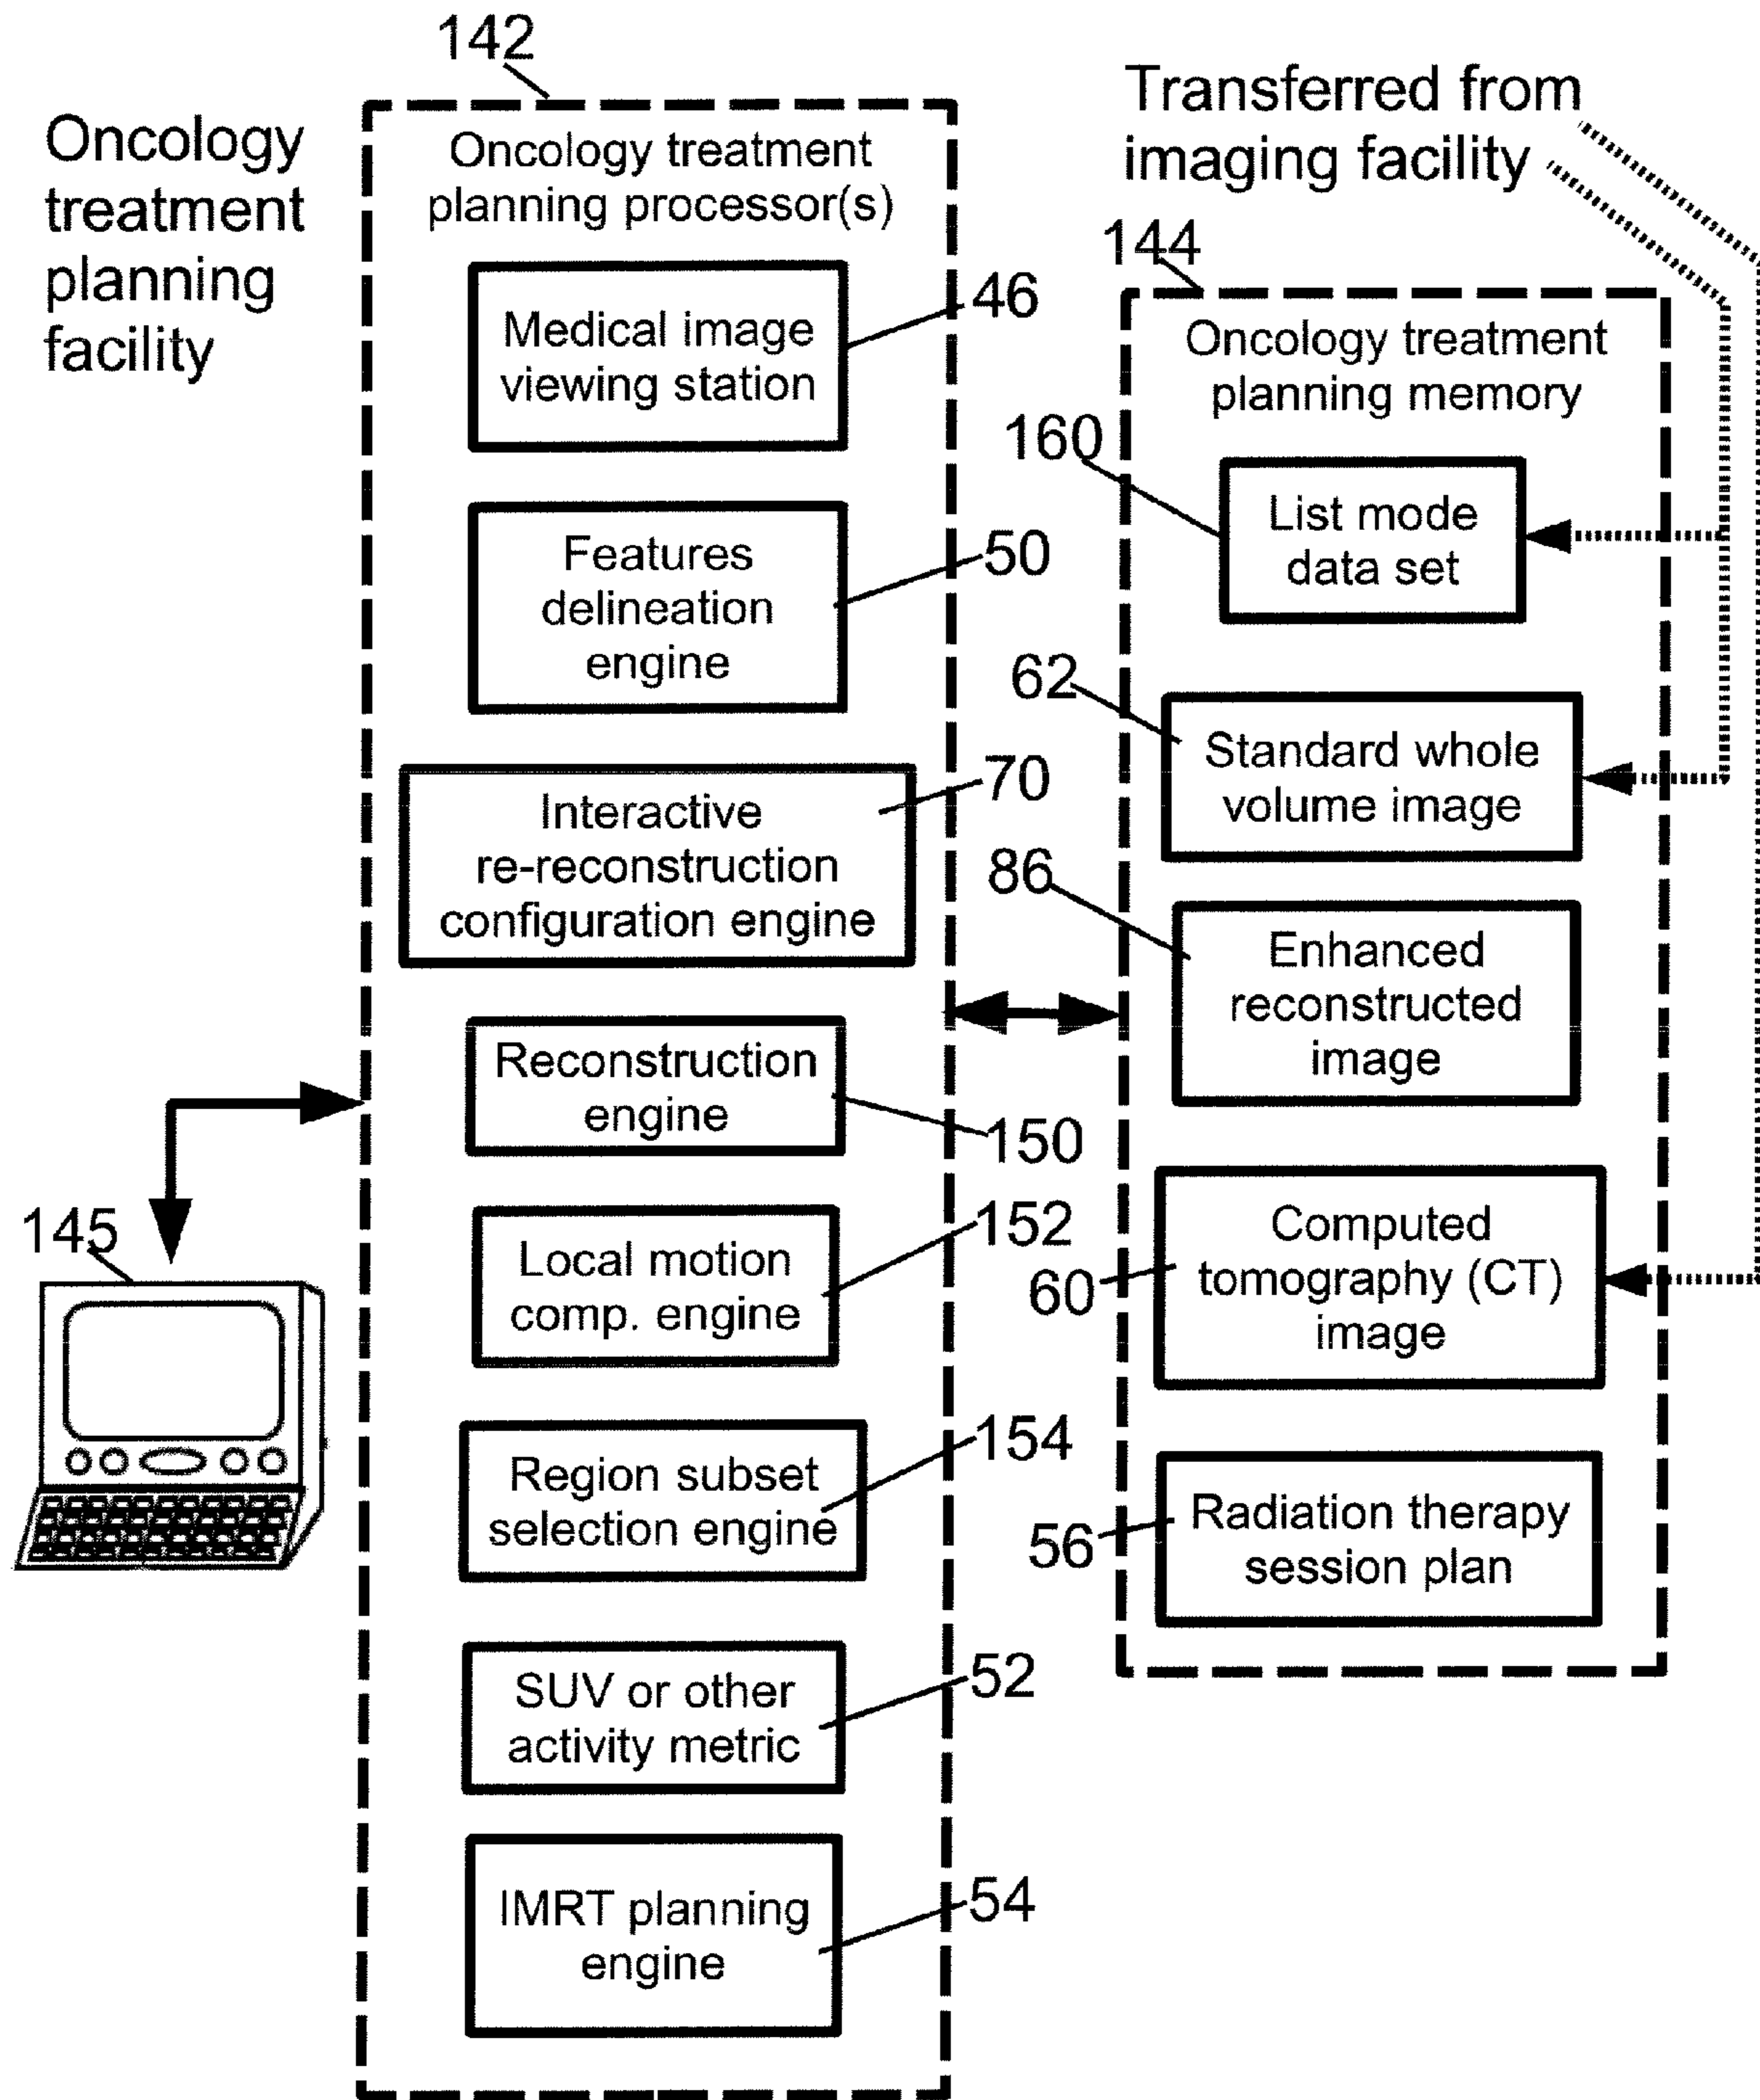 142
Oncology
treatment
planning
facility
Oncology treatment
planning processor(s)
Medical image
viewing station
46
Features
delineation
engine
50
Interactive
re-reconstruction
configuration engine
70
Reconstruction
engine
150
Local motion
comp. engine
152
Region subset
selection engine
154
SUV or other
activity metric
52
IMRT planning
engine
54
145
Transferred from
imaging facility
144
Oncology treatment
planning memory
160
List mode
data set
62
Standard whole
volume image
86
Enhanced
reconstructed
image
60
Computed
tomography (CT)
image
56
Radiation therapy
session plan